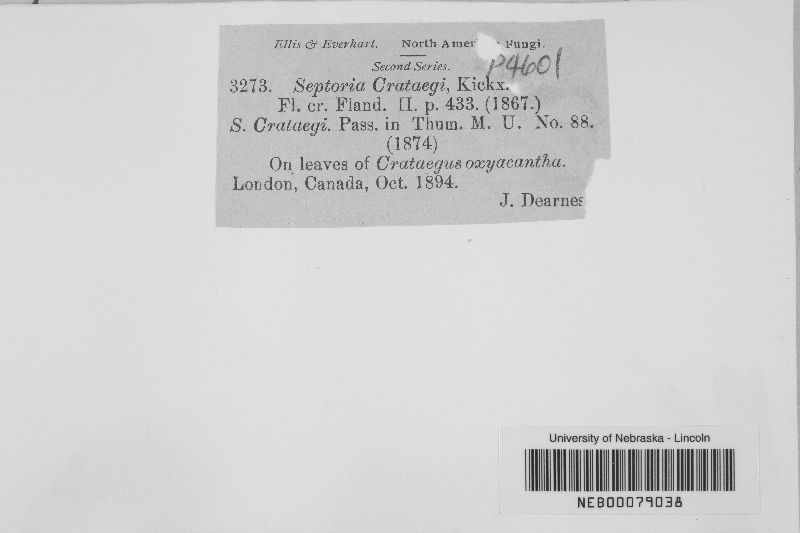 Ellis & Everhart. North Amer Fungi.
Second Series.
P4601
3273. Septoria Crataegi, Kickx.
Fl. cr. Fland. II. p. 433. (1867.)
S. Crataegi. Pass. in Thum. M. U. No. 88.
(1874)
On leaves of Crataegus oxyacantha.
London, Canada, Oct. 1894.
J. Dearnes
University of Nebraska - Lincoln
NEB00079038